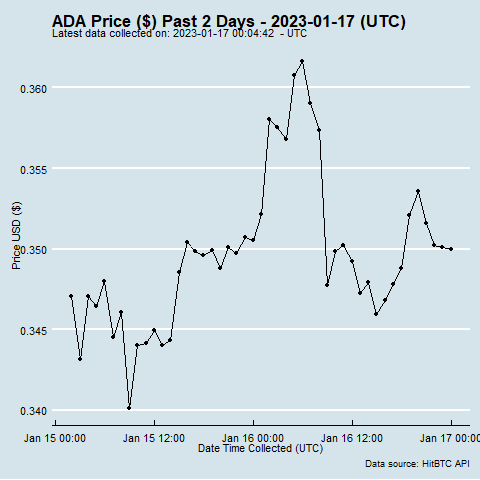 ADA Price ($) Past 2 Days - 2023-01-17 (UTC)
Latest data collected on: 2023-01-17 00:04:42 - UTC
0.360
0.355
0.350
0.345
0.340
Price USD ($)
Jan 15 00:00 Jan 15 12:00 Jan 16 00:00 Jan 16 12:00 Jan 17 00:00
Date Time Collected (UTC)
Data source: HitBTC API